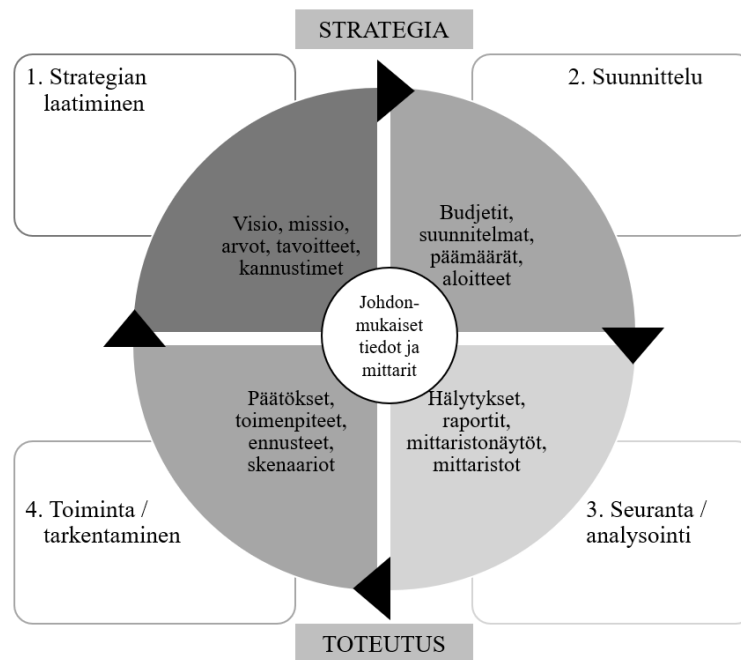 STRATEGIA
1. Strategian
laatiminen
2. Suunnittelu
Visio, missio,
arvot, tavoitteet,
kannustimet
Budjetit,
suunnitelmat,
päämäärät,
aloitteet
Johdon-
mukaiset
tiedot ja
mittarit
Päätökset,
toimenpiteet,
ennusteet,
skenaariot
Hälytykset,
raportit,
mittaristonäytöt,
mittaristot
4. Toiminta /
tarkentaminen
3. Seuranta /
analysointi
TOTEUTUS